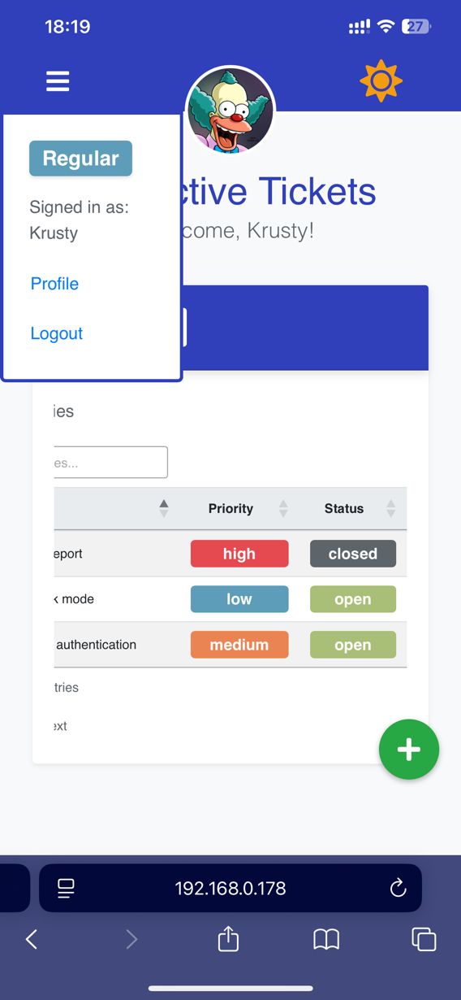 18:19
27
Regular
Signed in as:
Krusty
Profile
Logout
ctive Tickets
come, Krusty!
ies
es...
Priority
Status
eport
high
closed
k mode
low
open
authentication
medium
open
tries
ext
192.168.0.178